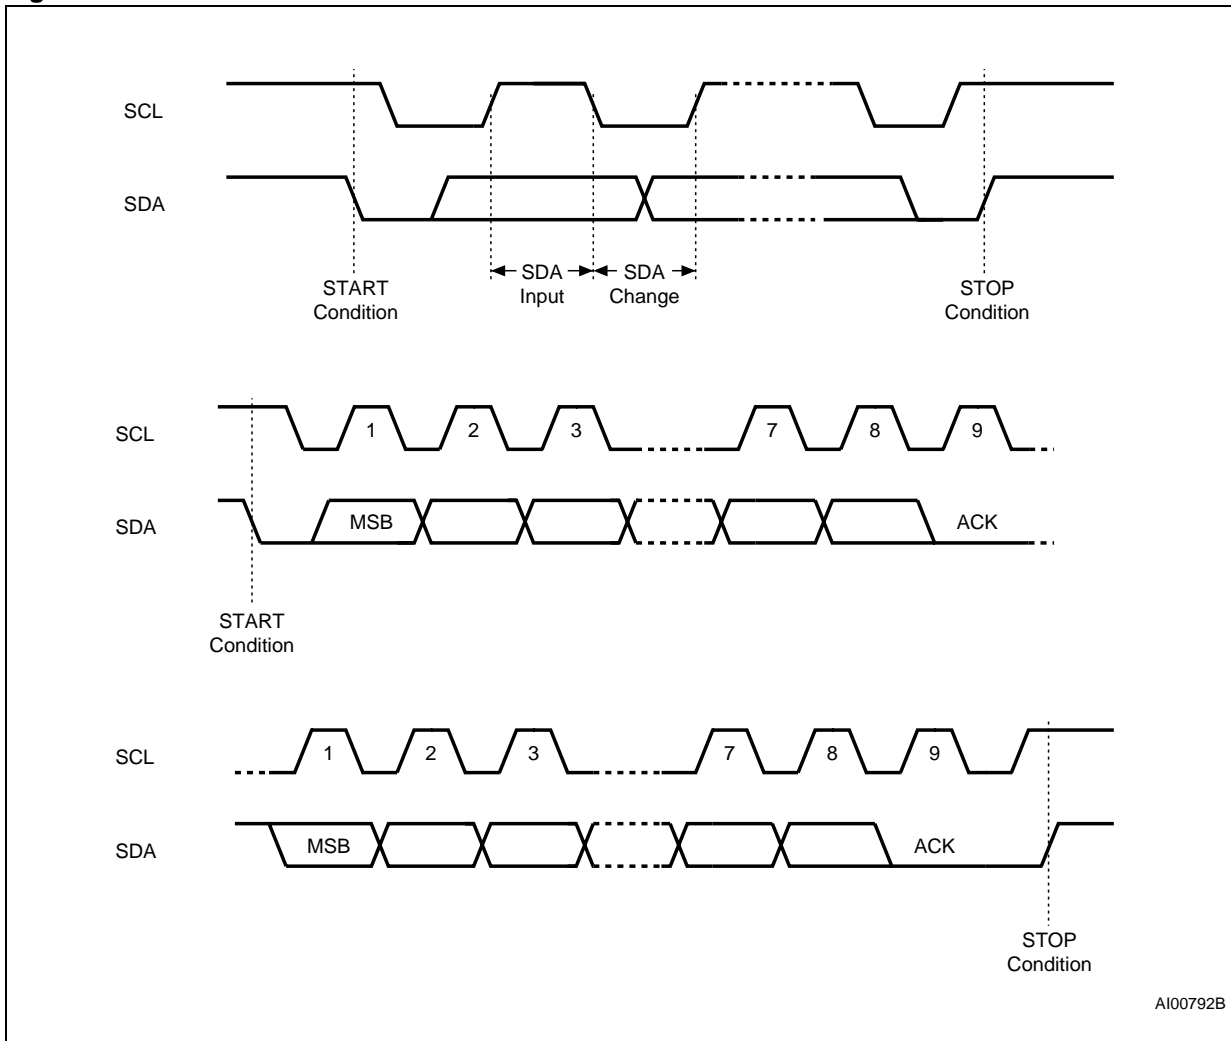 SCL
SDA
SDA
Input
SDA
Change
START
Condition
STOP
Condition
SCL
1 2 3 7 8 9
SDA
MSB ACK
START
Condition
SCL
1 2 3 7 8 9
SDA
MSB ACK
STOP
Condition
AI00792B